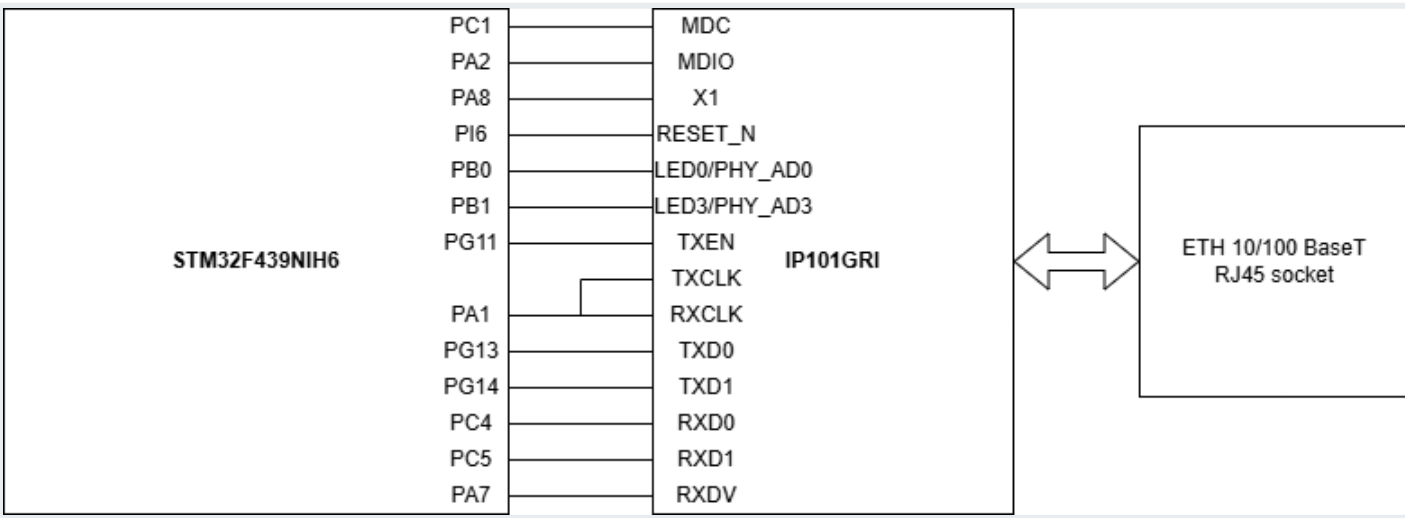 PC1 MDC
PA2 MDIO
PA8 X1
PI6 RESET_N
PB0 LED0/PHY_AD0
PB1 LED3/PHY_AD3
PG11 TXEN
STM32F439NIH6 IP101GRI ETH 10/100 BaseT
RJ45 socket
TXCLK
PA1 RXCLK
PG13 TXD0
PG14 TXD1
PC4 RXD0
PC5 RXD1
PA7 RXDV